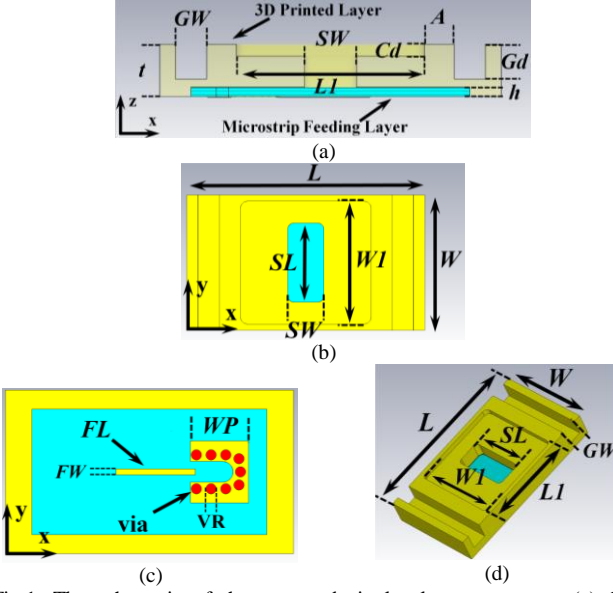 3D Printed Layer
GW
A
SW
Cd
t
Gd
L1
h
z
x
Microstrip Feeding Layer
(a)
L
SL
W1
W
y
x
SW
(b)
WP
FL
FW
via
VR
y
x
(c)
W
L
SL
GW
W1
L1
(d)